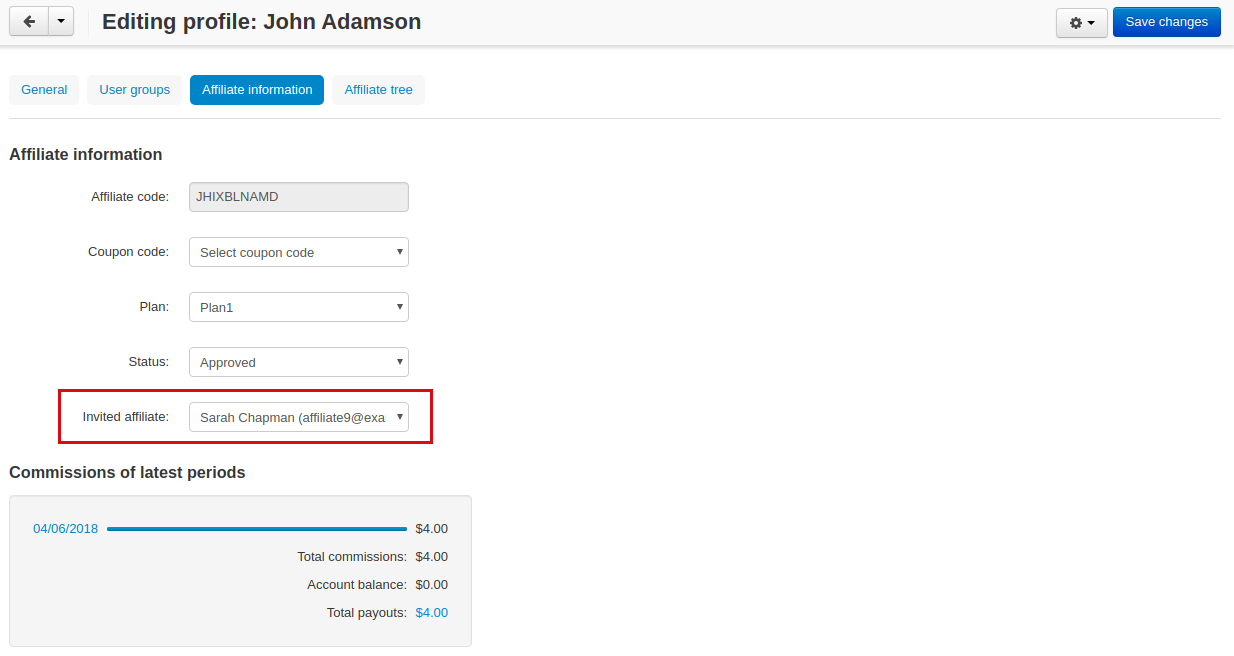 Editing profile: John Adamson
Save changes
General User groups Affiliate information Affiliate tree
Affiliate information
Affiliate code: JHIXBLNAMD
Coupon code: Select coupon code
Plan: Plan1
Status: Approved
Invited affiliate: Sarah Chapman (affiliate9@exa
Commissions of latest periods
04/06/2018 $4.00
Total commissions: $4.00
Account balance: $0.00
Total payouts: $4.00